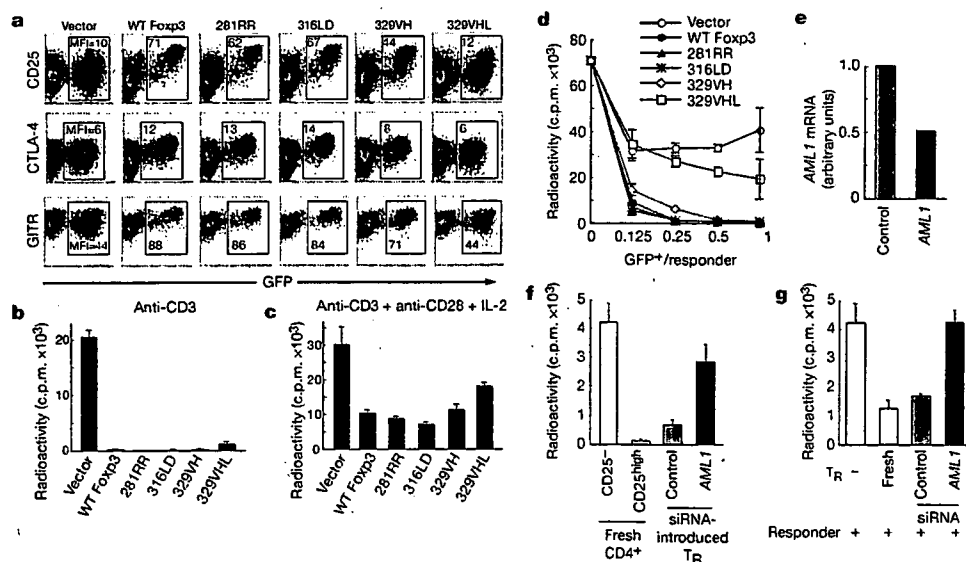 a
Vector WT Foxp3 281RR 316LD 329VH 329VHL
CD25
MFI=10 71 62 67 44 12
CTLA-4
MFI=6 12 13 14 8 6
GITR
MFI=14 88 86 84 71 44
GFP
b
Anti-CD3
Radioactivity (c.p.m. ×10³)
20
10
0
Vector
WT Foxp3
281RR
316LD
329VH
329VHL
c
Anti-CD3 + anti-CD28 + IL-2
Radioactivity (c.p.m. ×10³)
30
20
10
0
Vector
WT Foxp3
281RR
316LD
329VH
329VHL
d
Radioactivity (c.p.m. ×10³)
80
60
40
20
0
0 0.125 0.25 0.5 1
GFP⁺/responder
Vector
WT Foxp3
281RR
316LD
329VH
329VHL
e
AML1 mRNA
(arbitrary units)
1.0
0.5
0
Control
AML1
f
Radioactivity (c.p.m. ×10³)
5
4
3
2
1
0
CD25⁻
CD25high
Control
AML1
Fresh
CD4⁺
siRNA-
introduced
TR
g
Radioactivity (c.p.m. ×10³)
5
4
3
2
1
0
TR – Fresh Control AML1
siRNA
Responder + + + +